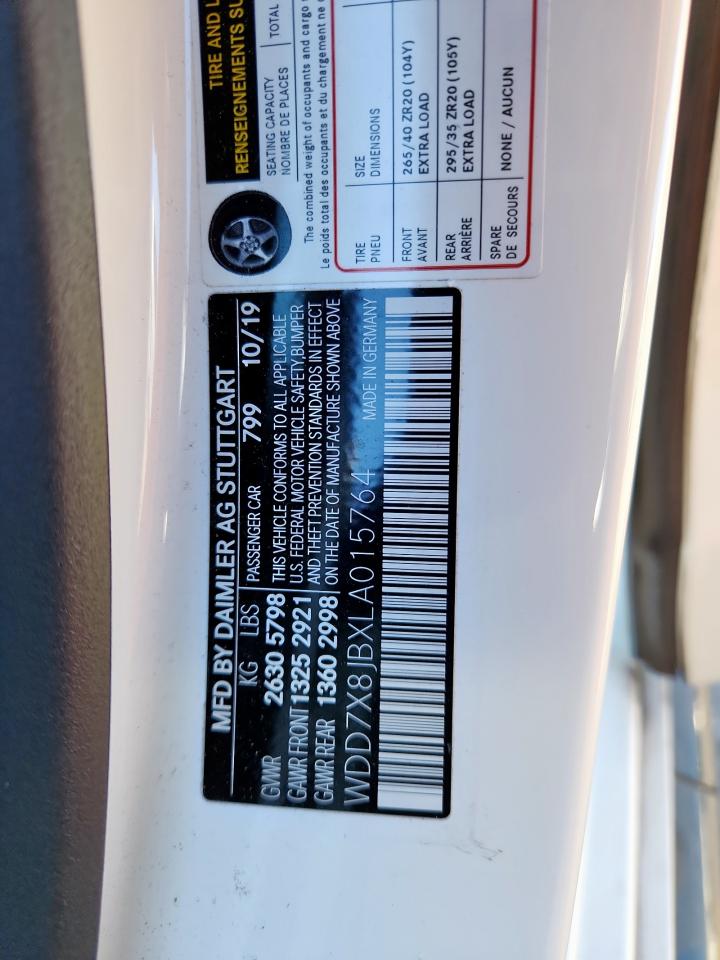 MFD BY DAIMLER AG STUTTGART
KG LBS PASSENGER CAR 799 10/19
GWR 2630 5798 THIS VEHICLE CONFORMS TO ALL APPLICABLE
GAWR FRONT 1325 2921 U.S. FEDERAL MOTOR VEHICLE SAFETY,BUMPER
GAWR REAR 1360 2998 AND THEFT PREVENTION STANDARDS IN EFFECT
ON THE DATE OF MANUFACTURE SHOWN ABOVE
WDD7X8JBXLA015764 MADE IN GERMANY
TIRE AND
RENSEIGNEMENTS
SEATING CAPACITY TOTAL
NOMBRE DE PLACES
The combined weight of occupants and cargo
Le poids total des occupants et du chargement ne
TIRE SIZE
PNEU DIMENSIONS
FRONT 265/40 ZR20 (104Y)
AVANT EXTRA LOAD
REAR 295/35 ZR20 (105Y)
ARRIÈRE EXTRA LOAD
SPARE NONE / AUCUN
DE SECOURS